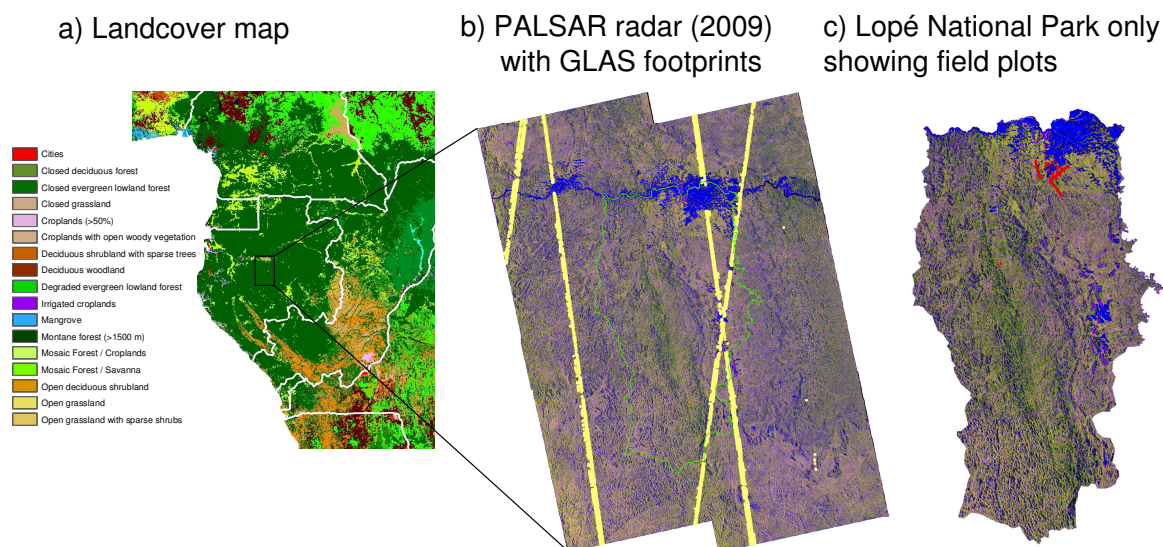 a) Landcover map
b) PALSAR radar (2009)
with GLAS footprints
c) Lopé National Park only
showing field plots
Cities
Closed deciduous forest
Closed evergreen lowland forest
Closed grassland
Croplands (>50%)
Croplands with open woody vegetation
Deciduous shrubland with sparse trees
Deciduous woodland
Degraded evergreen lowland forest
Irrigated croplands
Mangrove
Montane forest (>1500 m)
Mosaic Forest / Croplands
Mosaic Forest / Savanna
Open deciduous shrubland
Open grassland
Open grassland with sparse shrubs